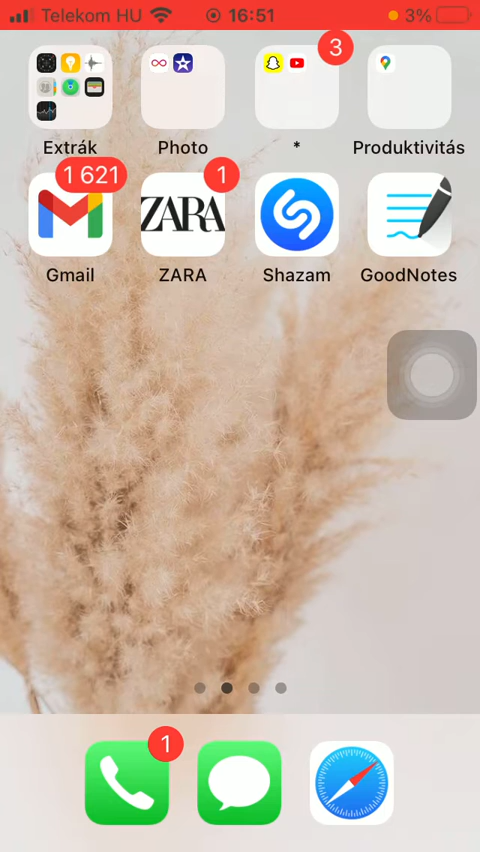 Telekom HU 16:51 3%
3
Extrák Photo * Produktivitás
1 621 1
ZARA
Gmail ZARA Shazam GoodNotes
1